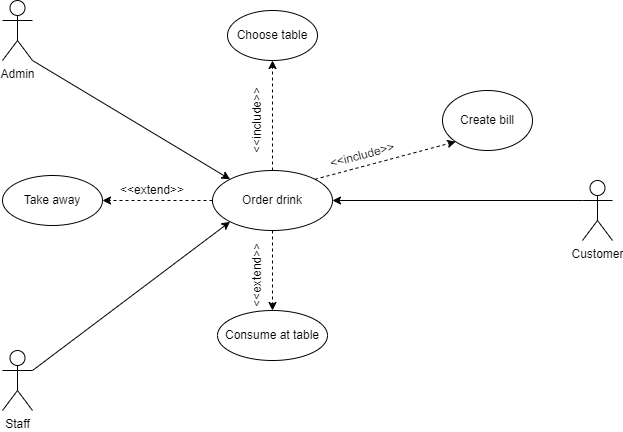 Choose table
Admin
<<include>>
Create bill
<<include>>
<<extend>>
Take away
Order drink
Customer
<<extend>>
Consume at table
Staff